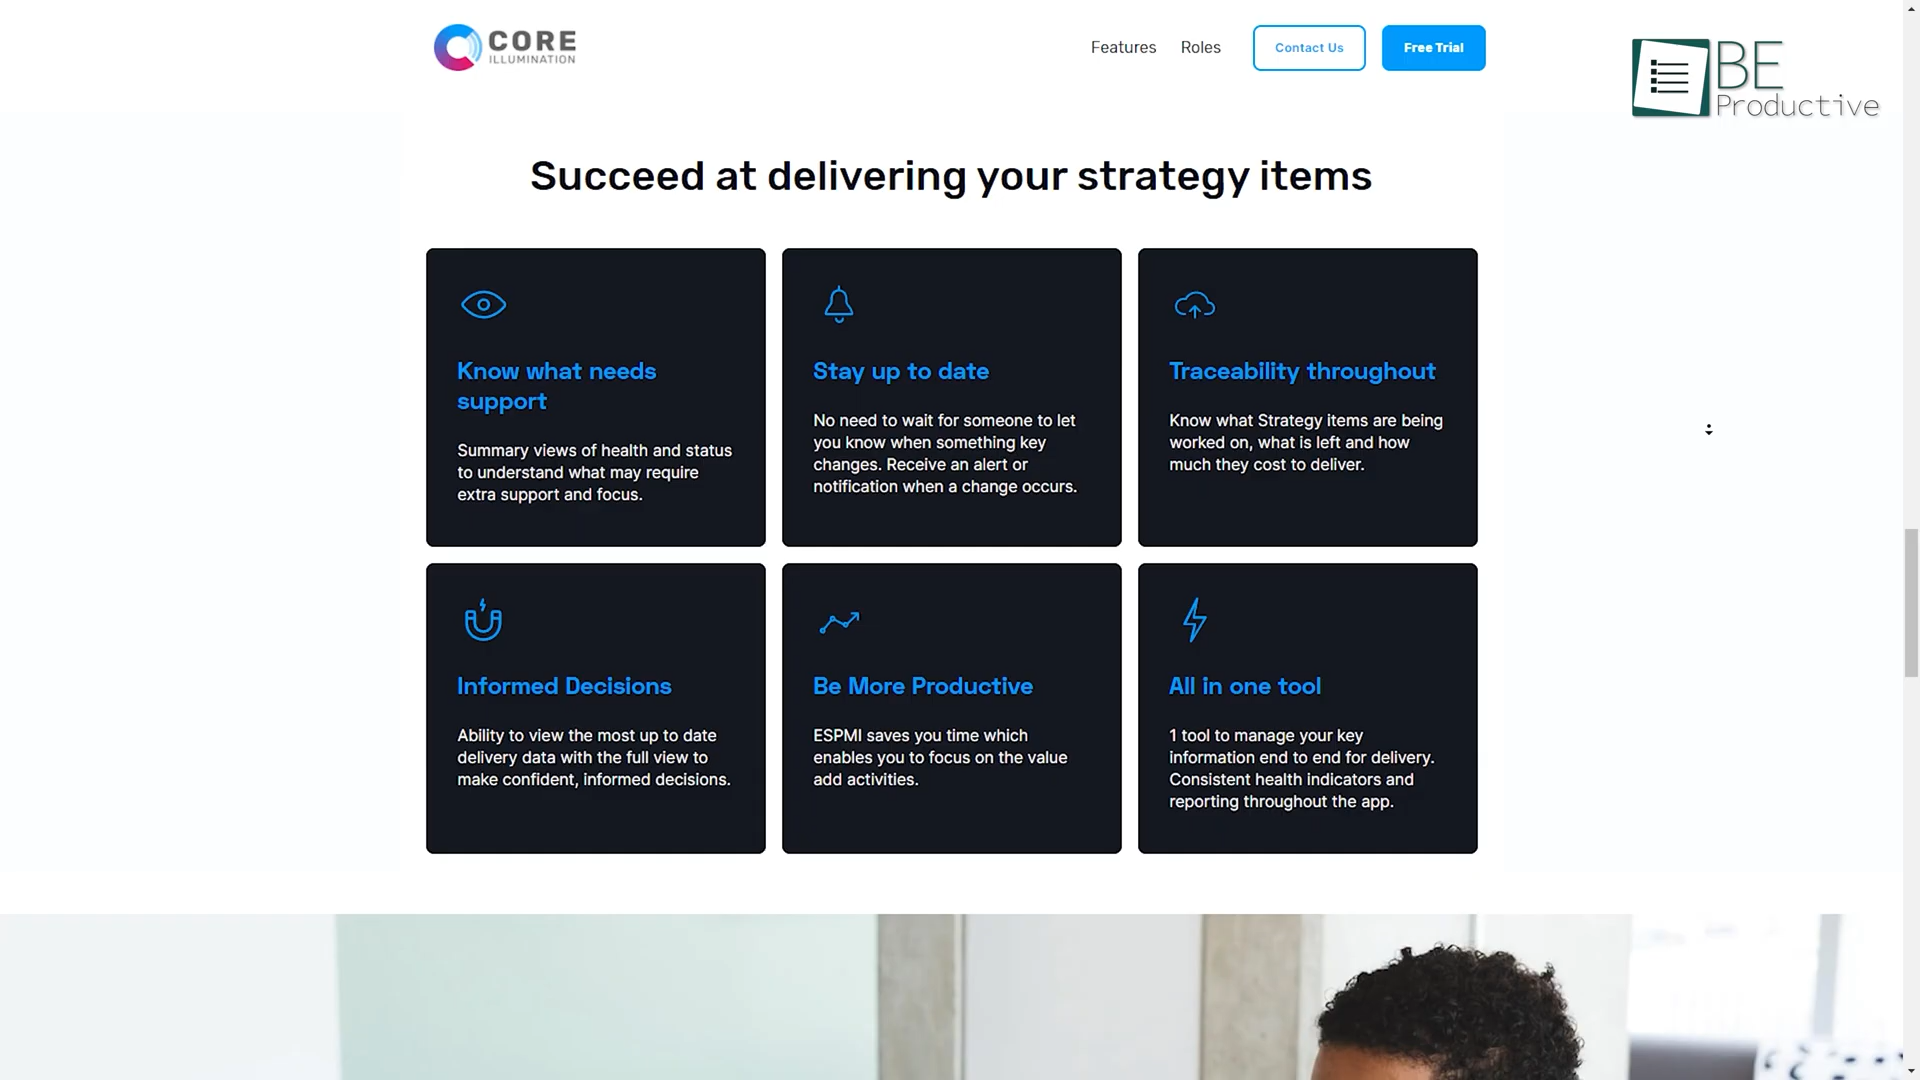 CORE
ILLUMINATION
Features
Roles
Contact Us
Free Trial
BE
Productive
Succeed at delivering your strategy items
Know what needs
support
Summary views of health and status
to understand what may require
extra support and focus.
Stay up to date
No need to wait for someone to let
you know when something key
changes. Receive an alert or
notification when a change occurs.
Traceability throughout
Know what Strategy items are being
worked on, what is left and how
much they cost to deliver.
Informed Decisions
Ability to view the most up to date
delivery data with the full view to
make confident, informed decisions.
Be More Productive
ESPMI saves you time which
enables you to focus on the value
add activities.
All in one tool
1 tool to manage your key
information end to end for delivery.
Consistent health indicators and
reporting throughout the app.